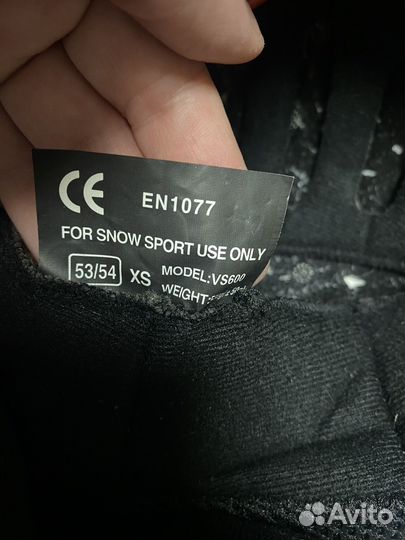 CE EN1077
FOR SNOW SPORT USE ONLY
53/54 XS MODEL:VS600
WEIGHT:
Avito